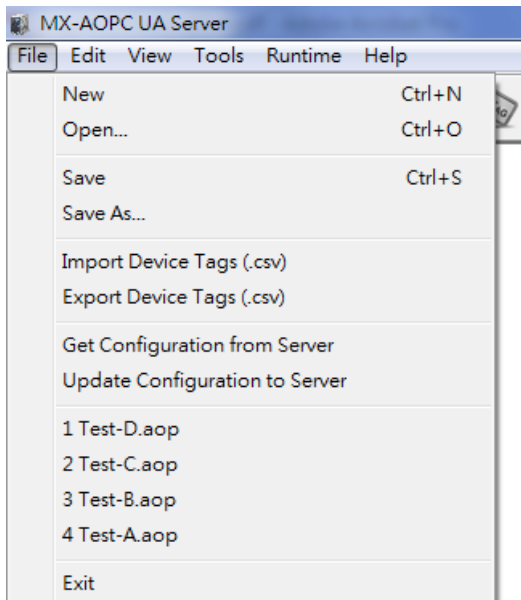 MX-AOPC UA Server
File Edit View Tools Runtime Help
New Ctrl+N
Open... Ctrl+O
Save Ctrl+S
Save As...
Import Device Tags (.csv)
Export Device Tags (.csv)
Get Configuration from Server
Update Configuration to Server
1 Test-D.aop
2 Test-C.aop
3 Test-B.aop
4 Test-A.aop
Exit